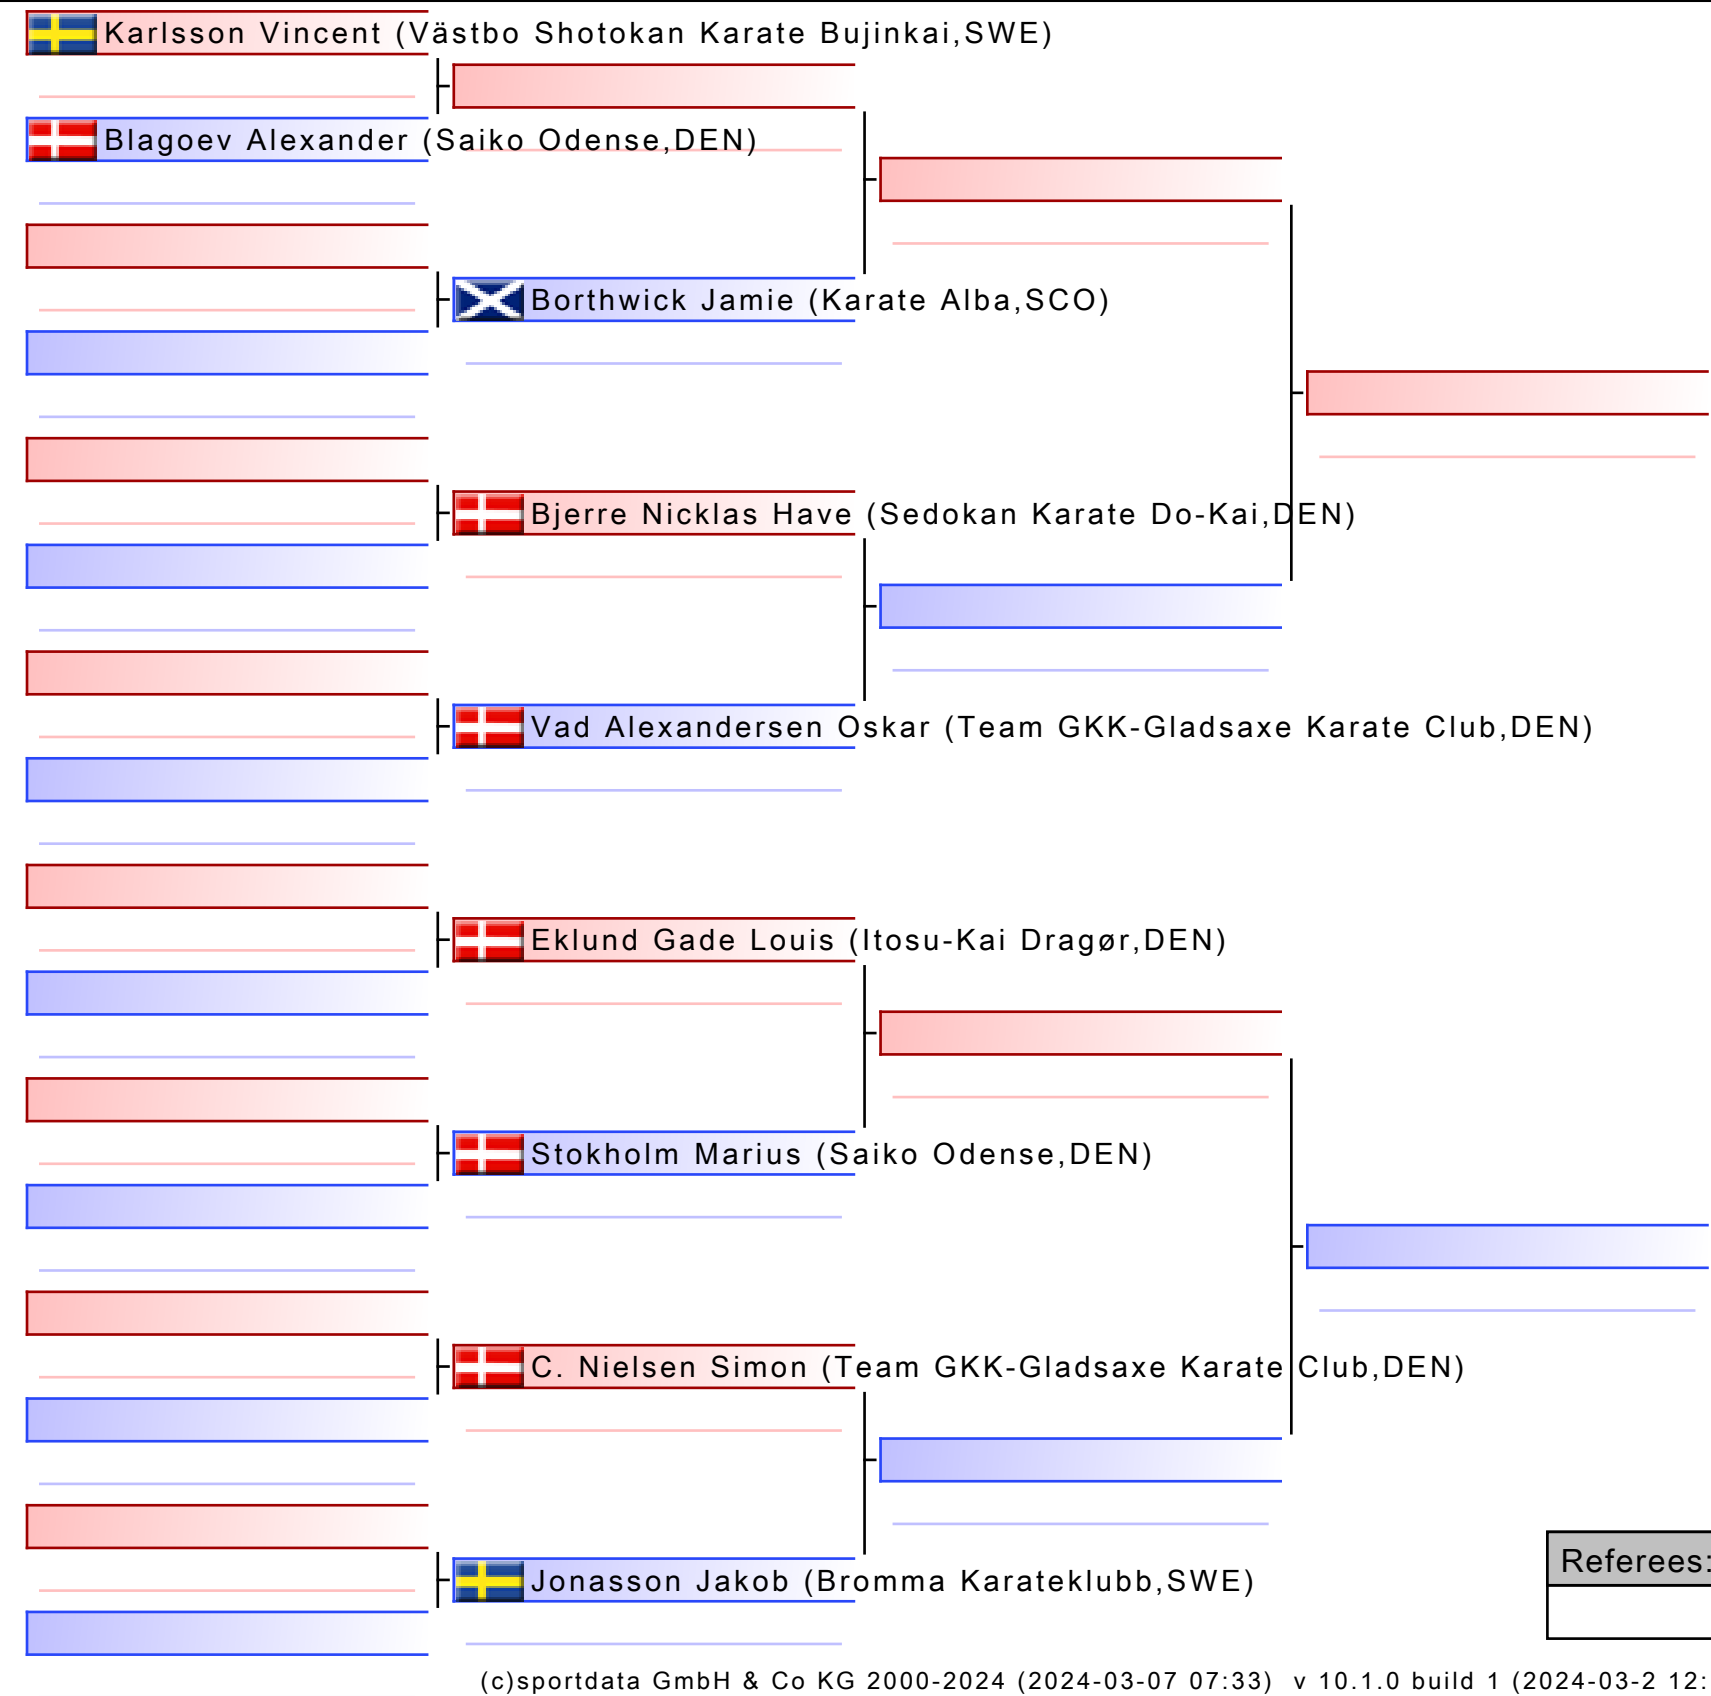 Karlsson Vincent (Västbo Shotokan Karate Bujinkai,SWE)
Blagoev Alexander (Saiko Odense,DEN)
Borthwick Jamie (Karate Alba,SCO)
Bjerre Nicklas Have (Sedokan Karate Do-Kai,DEN)
Vad Alexandersen Oskar (Team GKK-Gladsaxe Karate Club,DEN)
Eklund Gade Louis (Itosu-Kai Dragør,DEN)
Stokholm Marius (Saiko Odense,DEN)
C. Nielsen Simon (Team GKK-Gladsaxe Karate Club,DEN)
Jonasson Jakob (Bromma Karateklubb,SWE)
Referees:
(c)sportdata GmbH & Co KG 2000-2024 (2024-03-07 07:33) v 10.1.0 build 1 (2024-03-2 12: